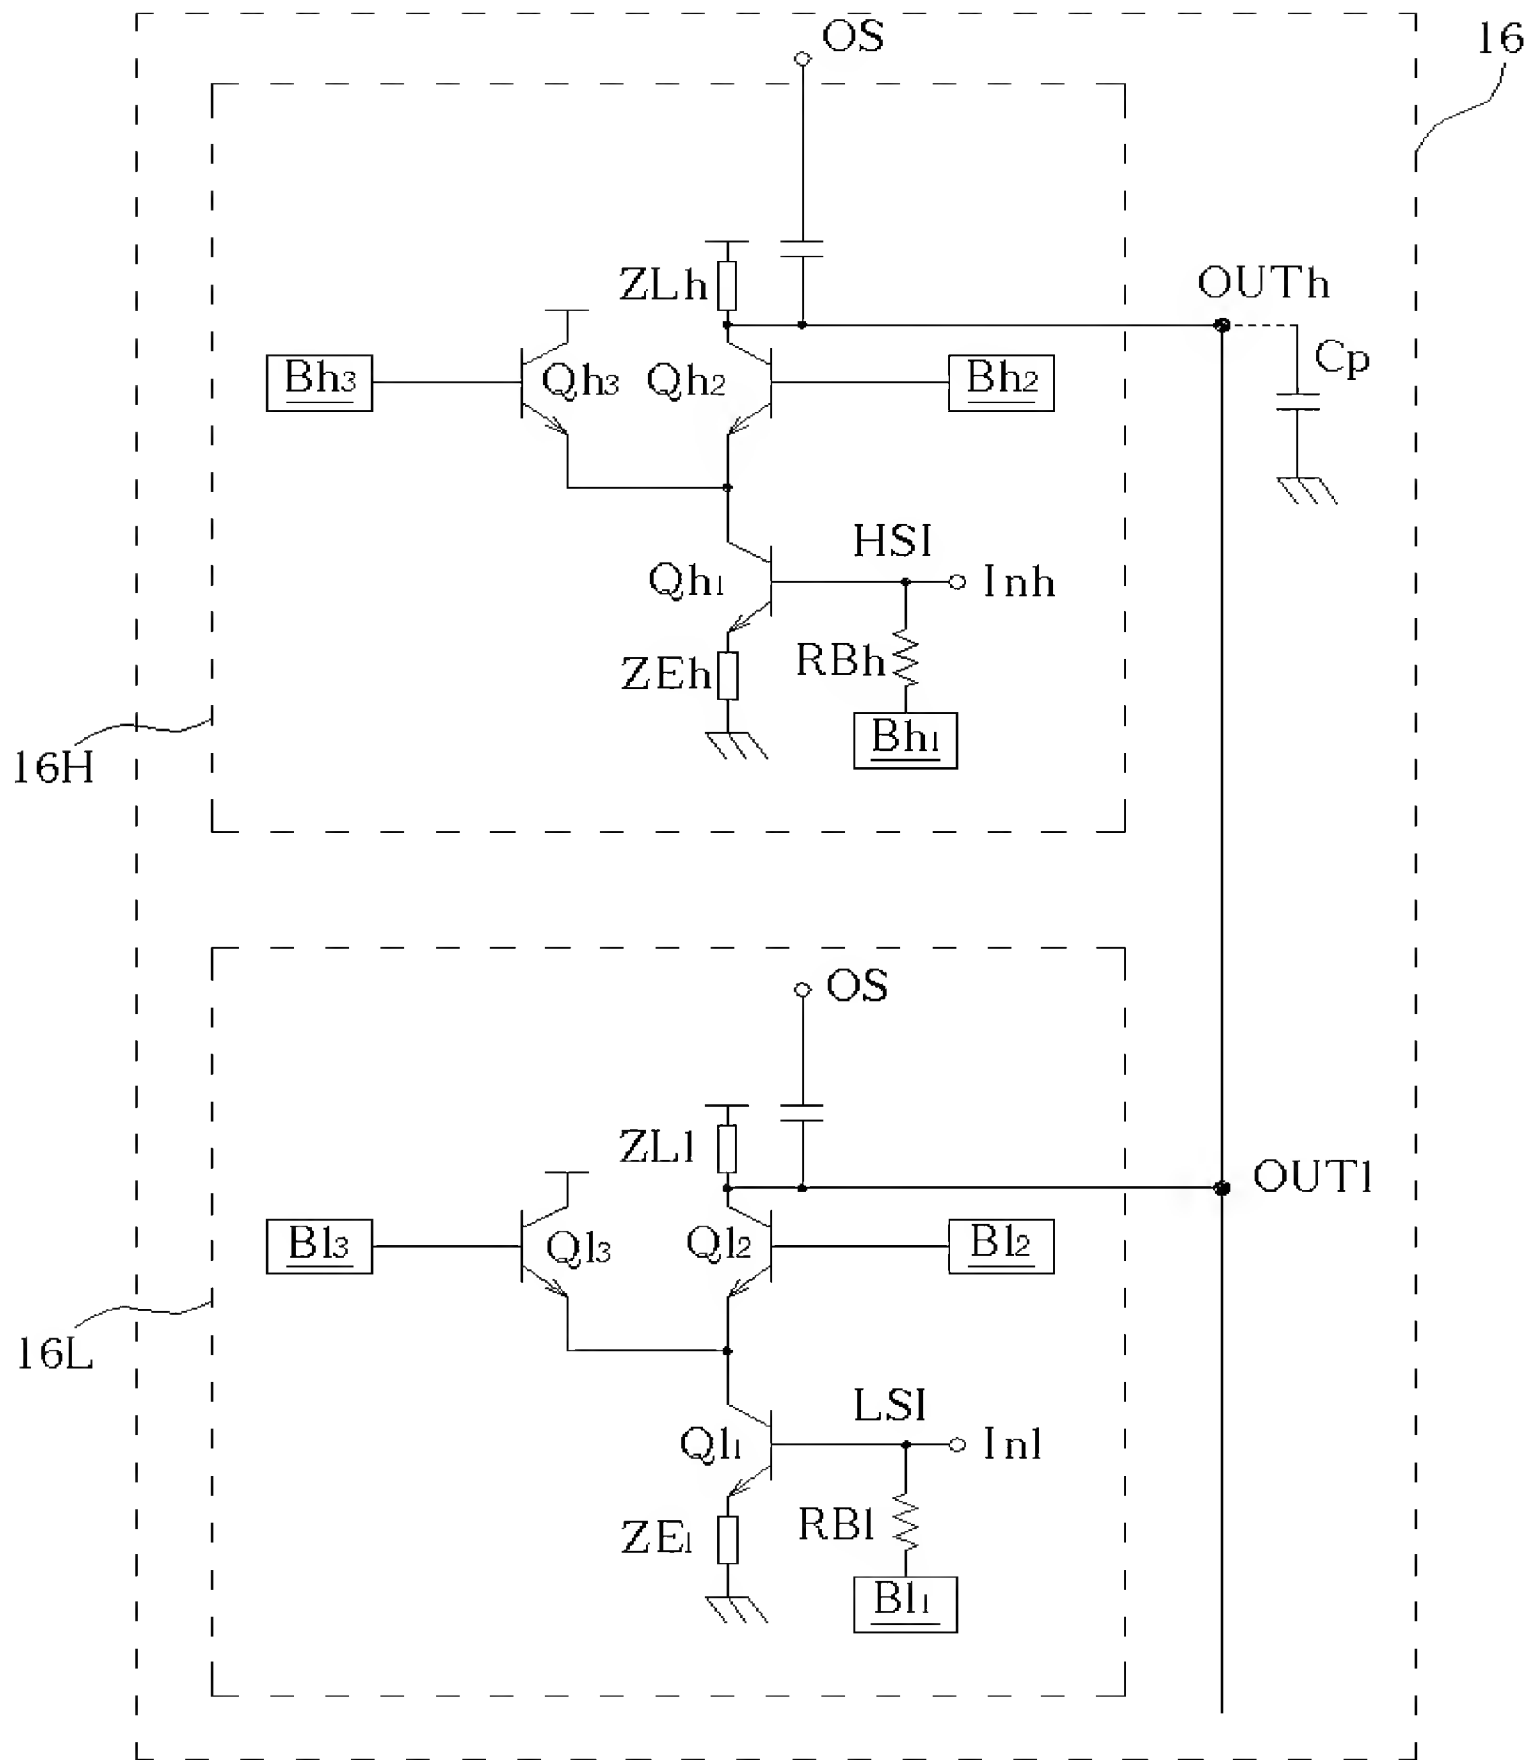 OS
16
ZLh
OUTh
Cp
Bh3
Qh3
Qh2
Bh2
HSI
Qh1
Inh
ZEh
RBh
Bh1
16H
OS
ZLl
OUTl
Bl3
Ql3
Ql2
Bl2
16L
LSI
Ql1
Inl
ZEl
RBl
Bl1